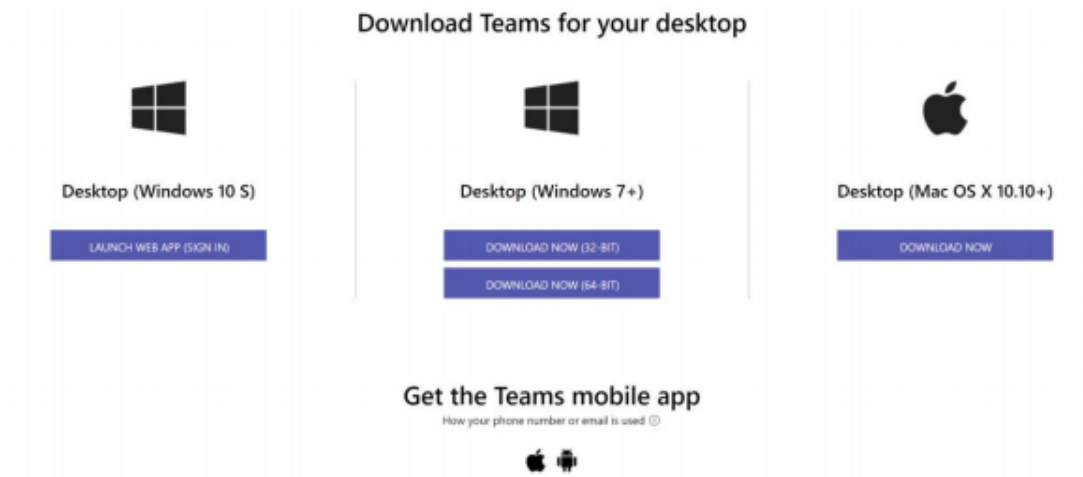 Download Teams for your desktop
Desktop (Windows 10 S)
LAUNCH WEB APP (SIGN IN)
Desktop (Windows 7+)
DOWNLOAD NOW (32-BIT)
DOWNLOAD NOW (64-BIT)
Desktop (Mac OS X 10.10+)
DOWNLOAD NOW
Get the Teams mobile app
How your phone number or email is used